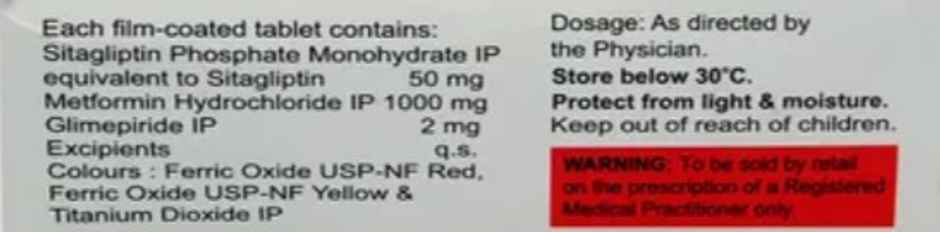 Each film-coated tablet contains:
Sitagliptin Phosphate Monohydrate IP
equivalent to Sitagliptin 50 mg
Metformin Hydrochloride IP 1000 mg
Glimepiride IP 2 mg
Excipients q.s.
Colours : Ferric Oxide USP-NF Red,
Ferric Oxide USP-NF Yellow &
Titanium Dioxide IP
Dosage: As directed by
the Physician.
Store below 30°C.
Protect from light & moisture.
Keep out of reach of children.
WARNING: To be sold by retail
on the prescription of a Registered
Medical Practitioner only.